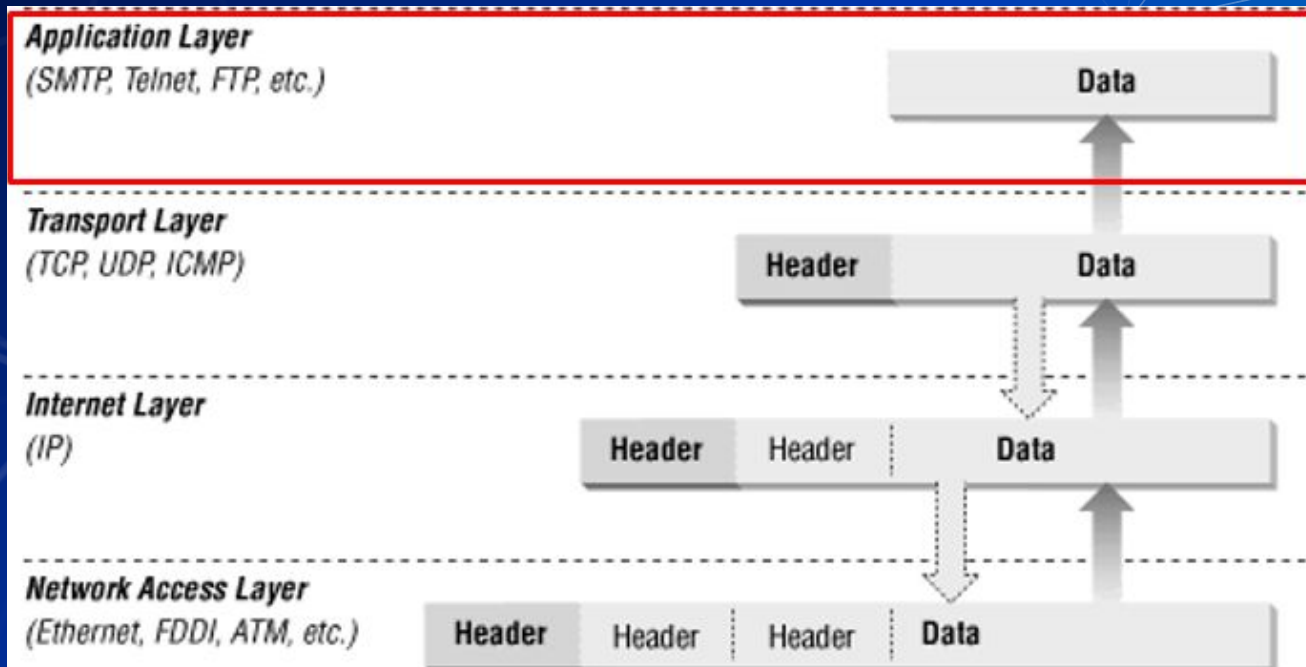 Application Layer
(SMTP, Telnet, FTP, etc.)
Data
Transport Layer
(TCP, UDP, ICMP)
Header Data
Internet Layer
(IP)
Header Header Data
Network Access Layer
(Ethernet, FDDI, ATM, etc.)
Header Header Header Data